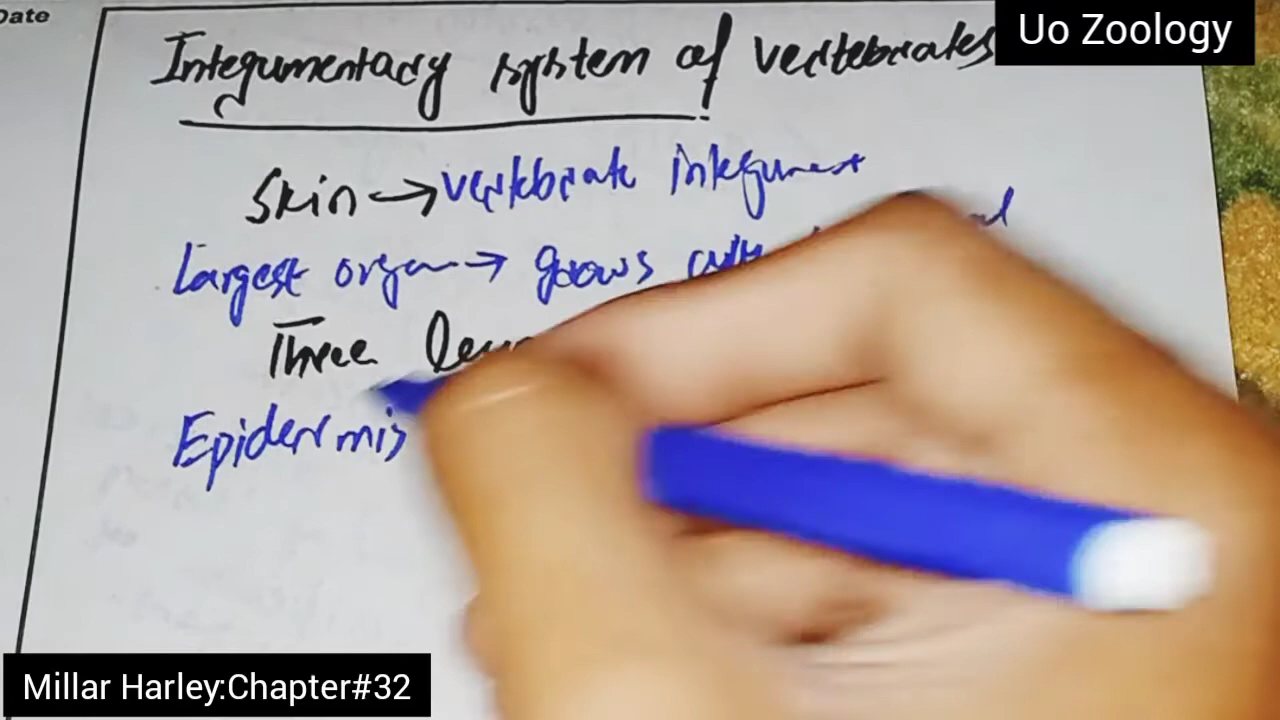 Date
Uo Zoology
Integumentary system of vertebrates
Skin → vertebrate integument
Largest organ → grows
Three
Epidermis
Millar Harley:Chapter#32